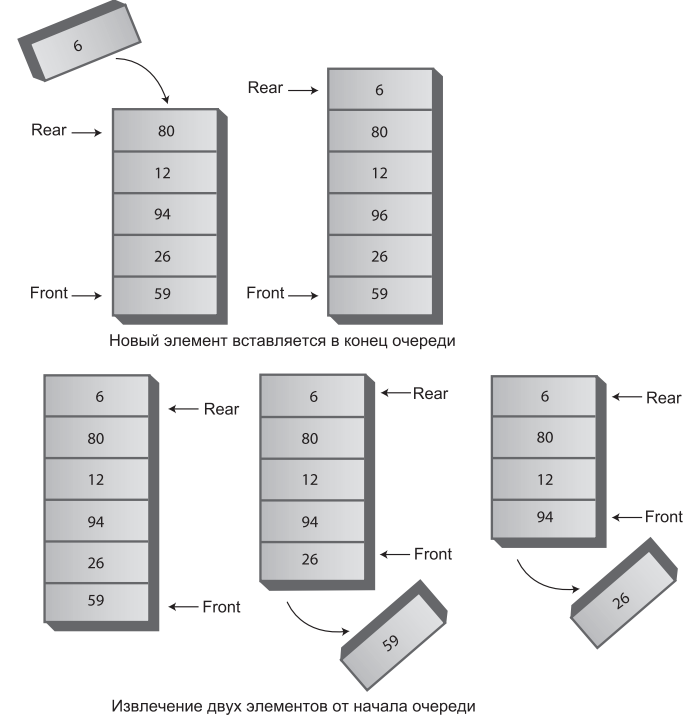 6
Rear
80
12
94
26
Front
59
Rear
6
80
12
96
26
Front
59
Новый элемент вставляется в конец очереди
6
Rear
80
12
94
26
59
Front
6
Rear
80
12
94
26
Front
59
6
Rear
80
12
94
Front
26
Извлечение двух элементов от начала очереди